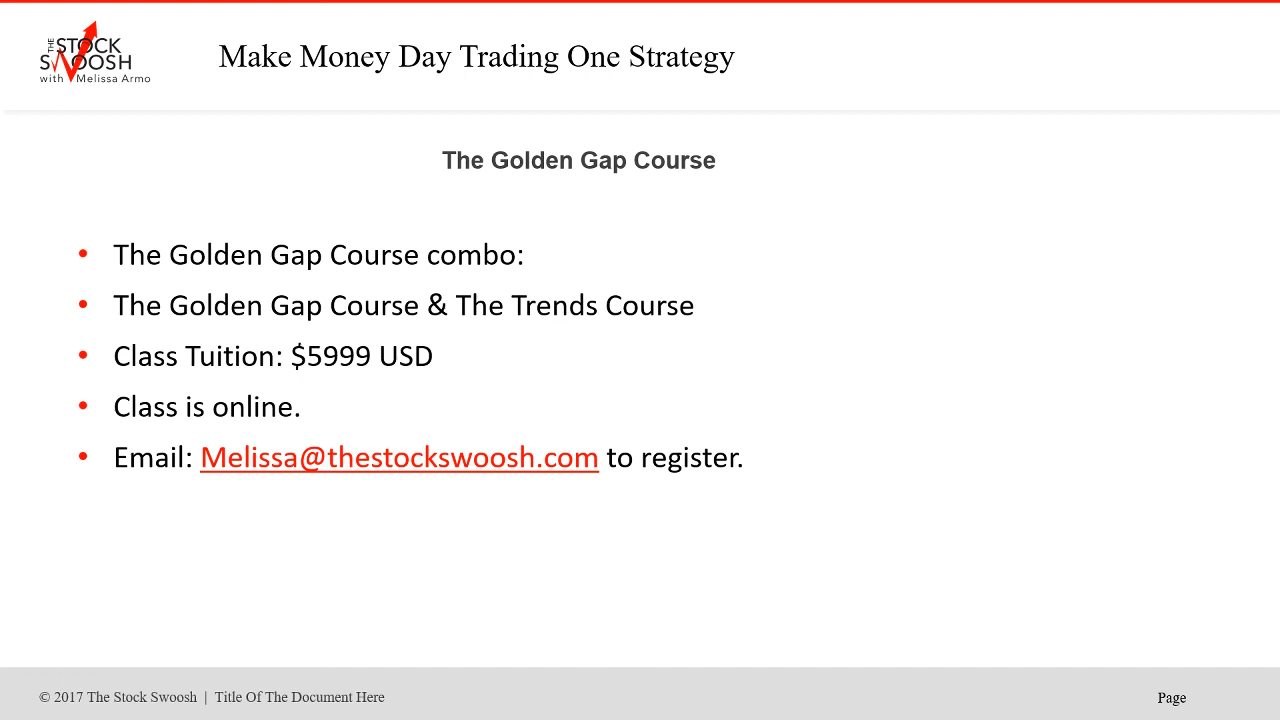 THE
STOCK
SWOOSH
with Melissa Armo
Make Money Day Trading One Strategy
The Golden Gap Course
• The Golden Gap Course combo:
• The Golden Gap Course & The Trends Course
• Class Tuition: $5999 USD
• Class is online.
• Email: Melissa@thestockswoosh.com to register.
© 2017 The Stock Swoosh | Title Of The Document Here
Page